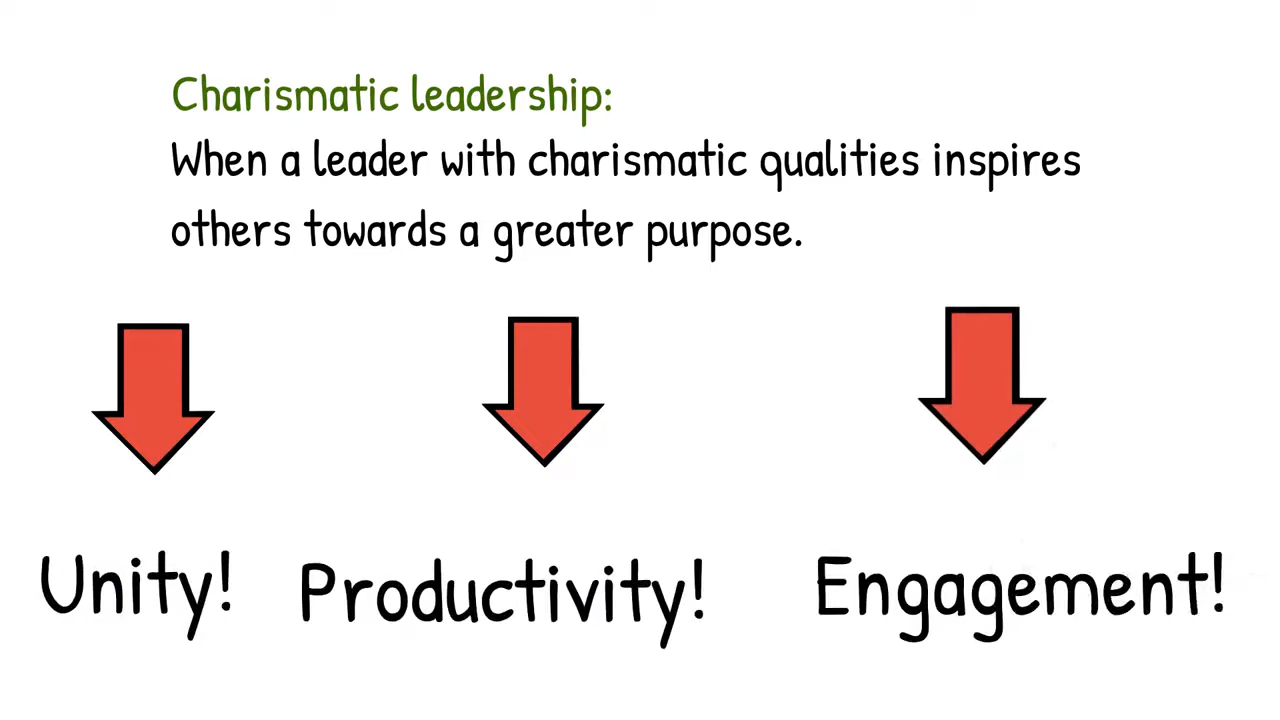 Charismatic leadership:
When a leader with charismatic qualities inspires
others towards a greater purpose.
Unity! Productivity! Engagement!